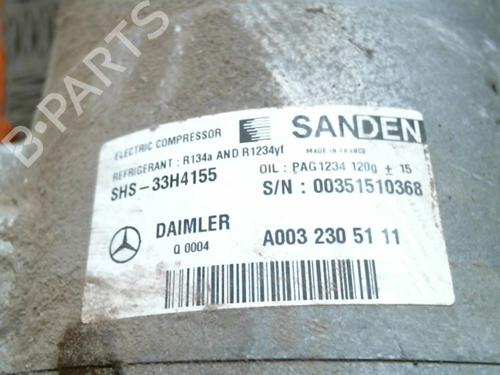 ELECTRIC COMPRESSOR SANDEN
MADE IN FRANCE
REFRIGERANT : R134a AND R1234yf OIL : PAG1234 120g ± 15
SHS-33H4155 S/N : 00351510368
DAIMLER A003 230 51 11
Q 0004
B-PARTS